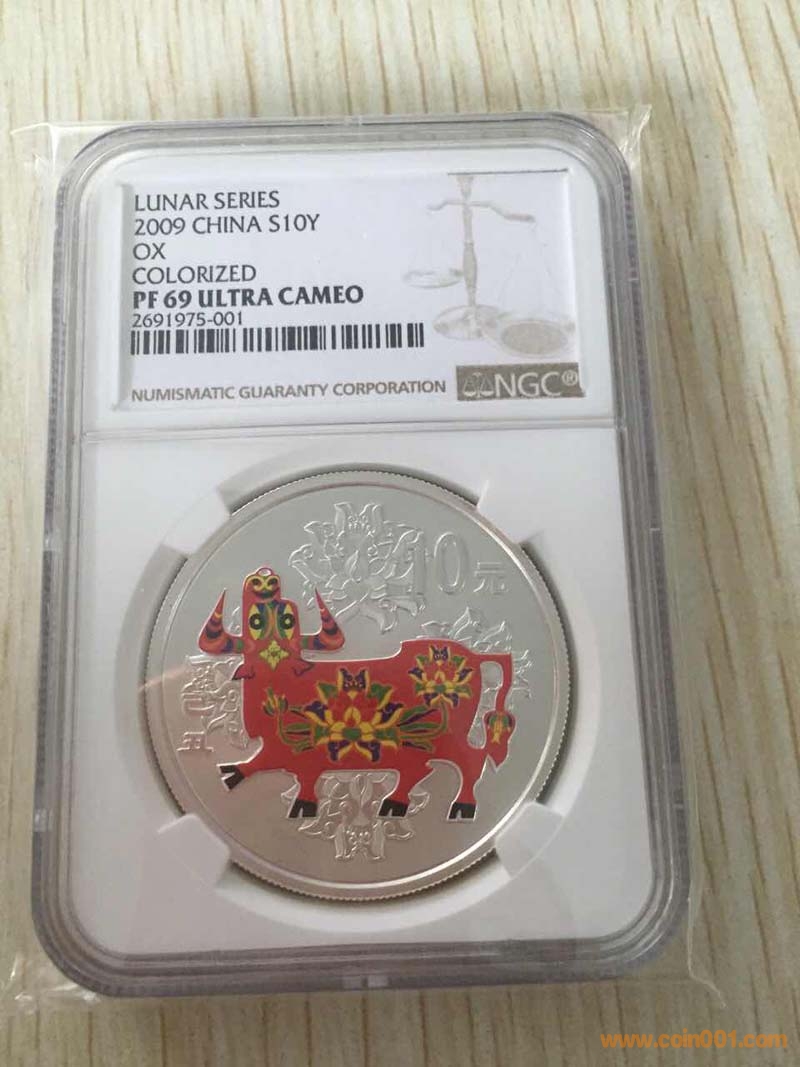 LUNAR SERIES
2009 CHINA S10Y
OX
COLORIZED
PF 69 ULTRA CAMEO
2691975-001
NUMISMATIC GUARANTY CORPORATION
NGC®
10元
www.coin001.com